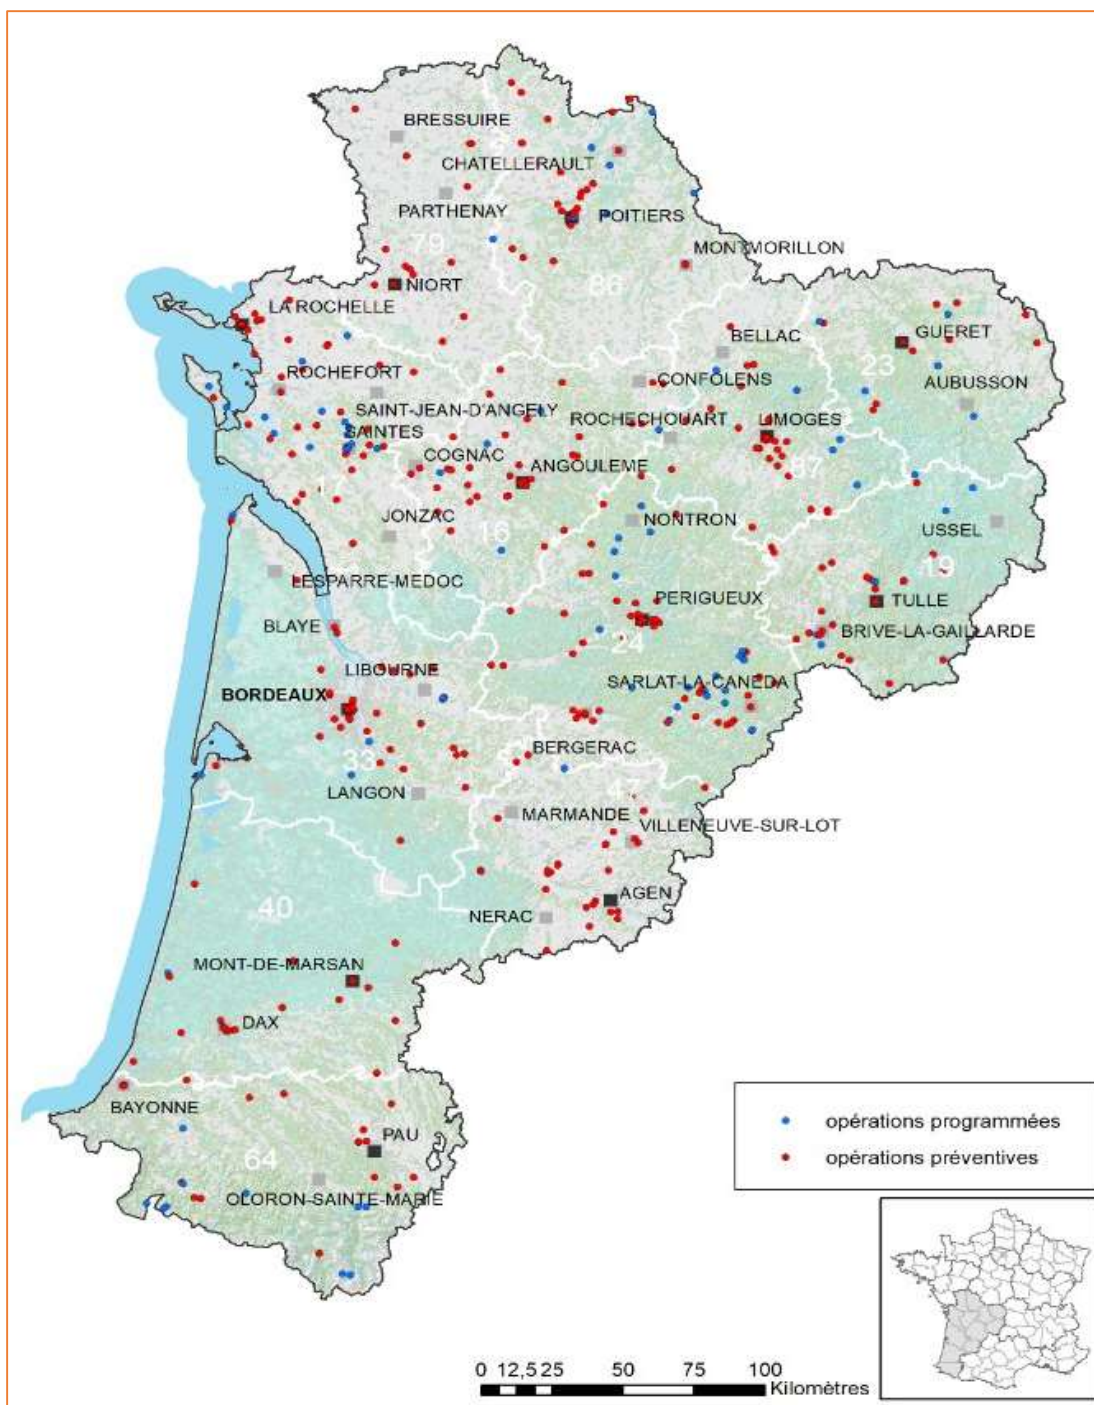 BRESSUIRE
CHATELLERAULT
PARTHENAY
POITIERS
79
MONTMORILLON
86
NIORT
LA ROCHELLE
BELLAC
GUERET
23
ROCHEFORT
CONFOLENS
AUBUSSON
SAINT-JEAN-D'ANGELY
ROCHECHOUART
LIMOGES
SAINTES
COGNAC
ANGOULEME
87
17
JONZAC
16
NONTRON
USSEL
LESPARRE-MEDOC
19
PERIGUEUX
TULLE
BLAYE
24
BRIVE-LA-GAILLARDE
LIBOURNE
SARLAT-LA-CANEDA
BORDEAUX
33
BERGERAC
LANGON
MARMANDE
VILLENEUVE-SUR-LOT
40
AGEN
NERAC
MONT-DE-MARSAN
DAX
BAYONNE
PAU
64
OLORON-SAINTE-MARIE
opérations programmées
opérations préventives
0 12,5 25 50 75 100
Kilomètres